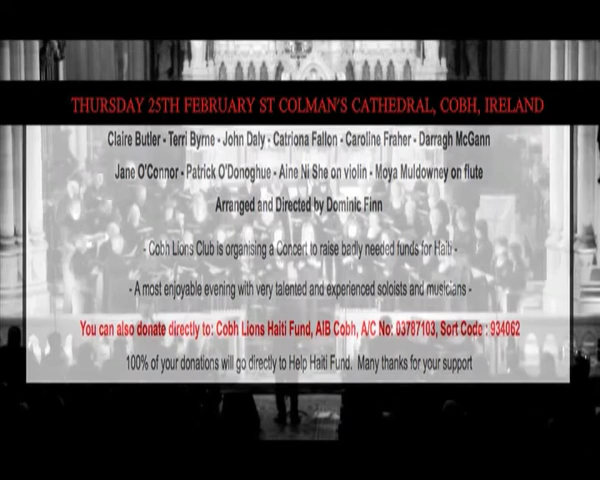 THURSDAY 25TH FEBRUARY ST COLMAN'S CATHEDRAL, COBH, IRELAND
Claire Butler - Terri Byrne - John Daly - Catriona Fallon - Caroline Fraher - Darragh McGann
Jane O'Connor - Patrick O'Donoghue - Aine Ni She on violin - Moya Muldowney on flute
Arranged and Directed by Dominic Finn
- Cobh Lions Club is organising a Concert to raise badly needed funds for Haiti -
- A most enjoyable evening with very talented and experienced soloists and musicians -
You can also donate directly to: Cobh Lions Haiti Fund, AIB Cobh, A/C No: 03787103, Sort Code : 934062
100% of your donations will go directly to Help Haiti Fund. Many thanks for your support